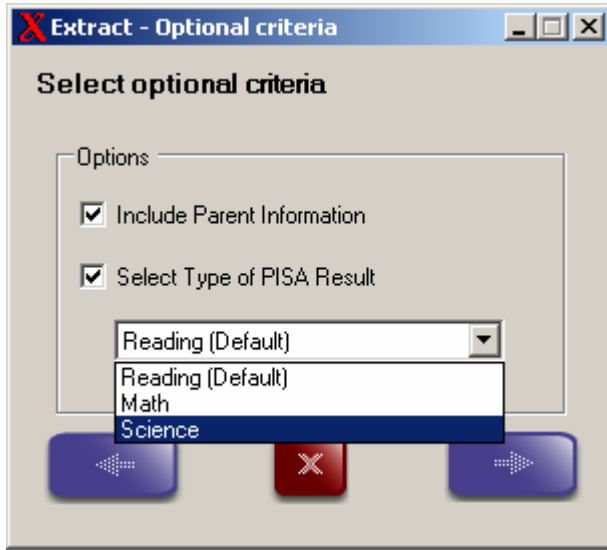 Extract - Optional criteria
Select optional criteria
Options
Include Parent Information
Select Type of PISA Result
Reading (Default)
Reading (Default)
Math
Science